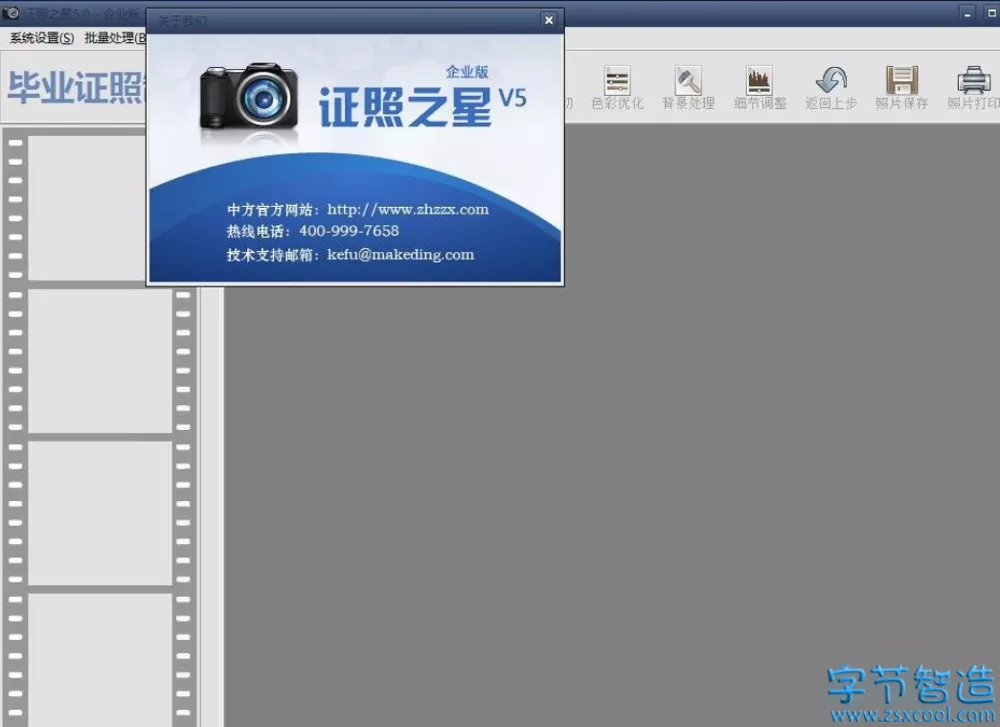 证照之星5.0 - 企业版
关于我们
系统设置(S) 批量处理(B
毕业证照
企业版
证照之星 V5
中方官方网站：http://www.zhzzx.com
热线电话：400-999-7658
技术支持邮箱：kefu@makeding.com
切
色彩优化
背景处理
细节调整
返回上步
照片保存
照片打印
字节智造
www.zsxcool.com